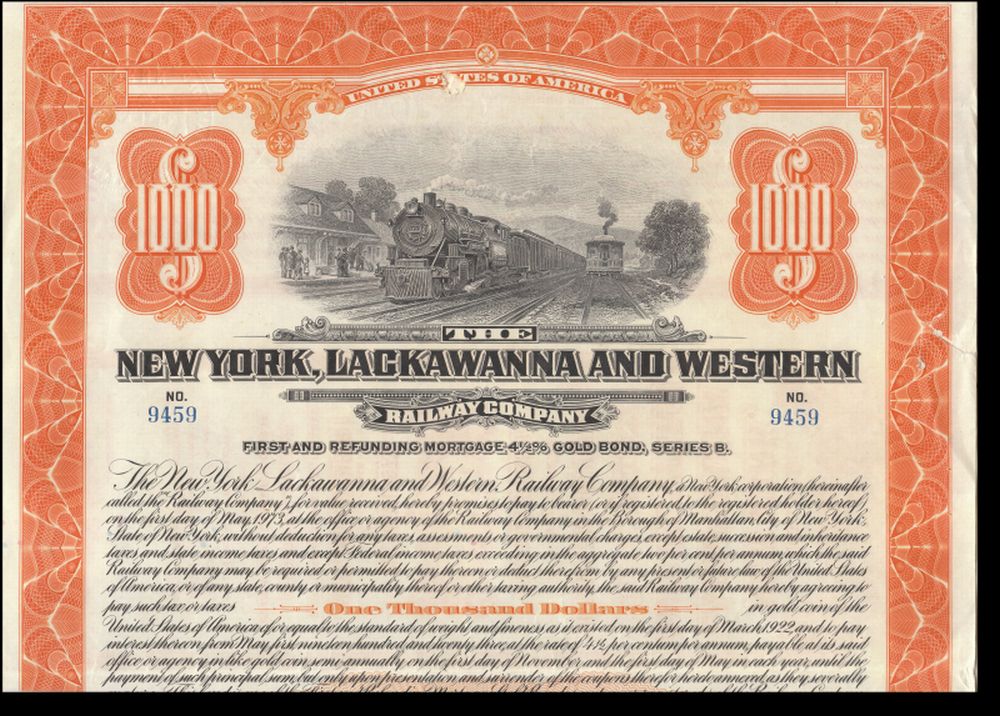 UNITED STATES OF AMERICA
$1000
$1000
THE
NEW YORK, LACKAWANNA AND WESTERN
RAILWAY COMPANY
NO.
9459
NO.
9459
FIRST AND REFUNDING MORTGAGE 4½% GOLD BOND, SERIES B.
The New York Lackawanna and Western Railway Company, a New York corporation (hereinafter
called the "Railway Company"), for value received, hereby promises to pay to bearer (or if registered, to the registered holder hereof)
on the first day of May, 1973, at the office or agency of the Railway Company in the Borough of Manhattan, City of New York,
State of New York, without deduction for any taxes, assessments or governmental charges, except estate, succession and inheritance
taxes and state income taxes and except Federal income taxes exceeding in the aggregate two per cent. per annum, which the said
Railway Company may be required or permitted to pay thereon or deduct therefrom by any present or future law of the United States
of America, or of any state, county or municipality thereof or other taxing authority, the said Railway Company hereby agreeing to
pay such tax or taxes One Thousand Dollars in gold coin of the
United States of America of or equal to the standard of weight and fineness as it existed on the first day of March, 1922, and to pay
interest thereon from May first, nineteen hundred and twenty three, at the rate of 4½ per centum per annum, payable at its said
office or agency in like gold coin semi-annually on the first day of November and the first day of May in each year, until the
payment of such principal sum, but only upon presentation and surrender of the coupons therefor hereto annexed, as they severally